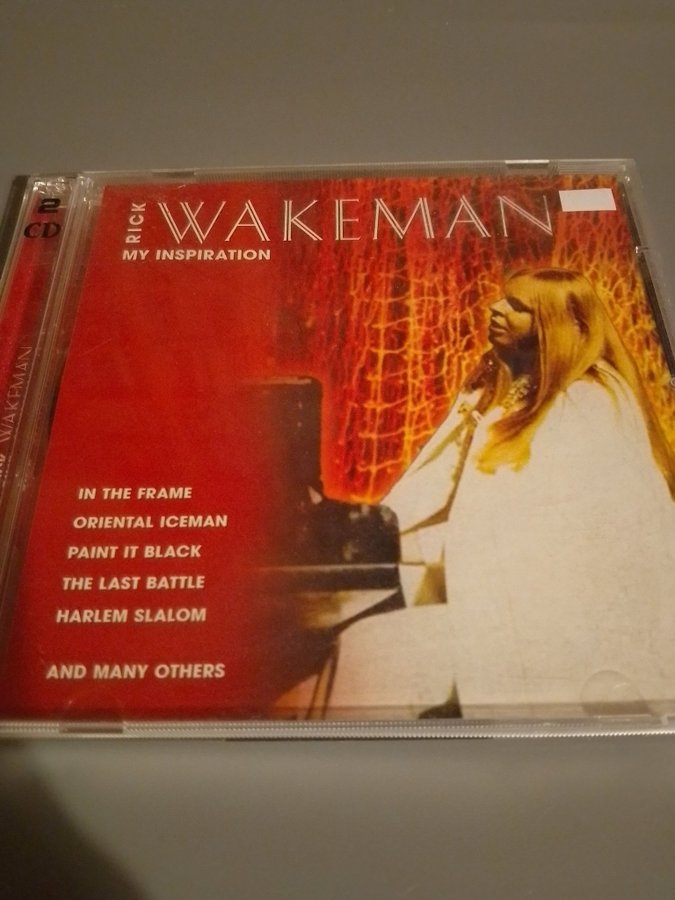 2
CD
RICK
WAKEMAN
MY INSPIRATION
WAKEMAN
IN THE FRAME
ORIENTAL ICEMAN
PAINT IT BLACK
THE LAST BATTLE
HARLEM SLALOM
AND MANY OTHERS